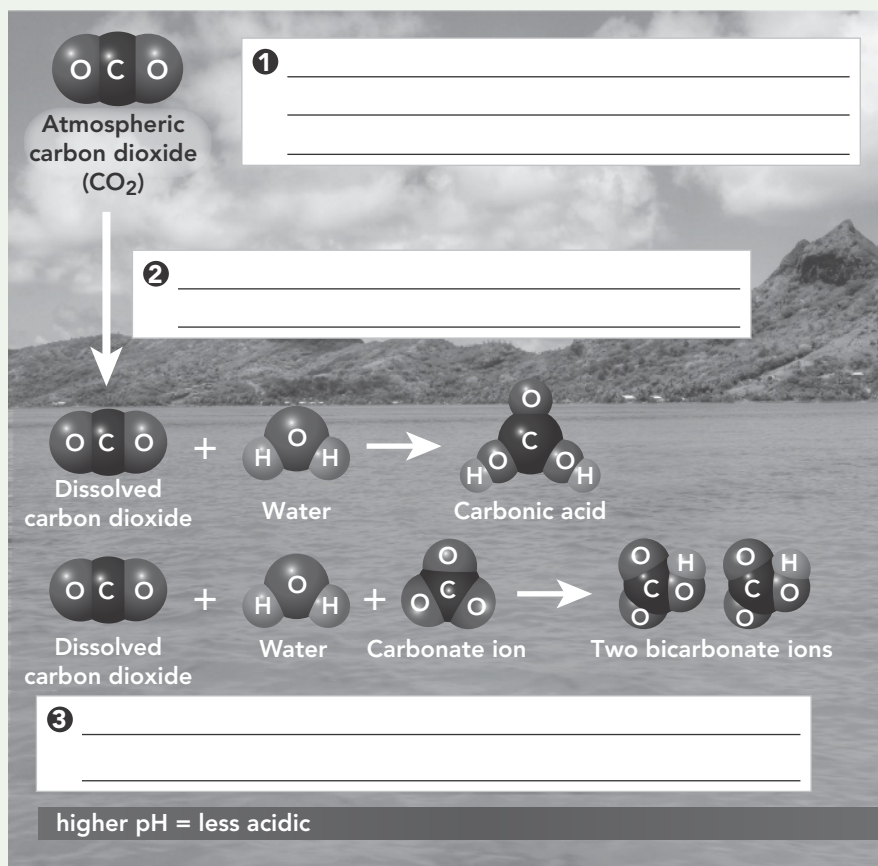 O C O
Atmospheric
carbon dioxide
(CO₂)
1
2
O C O
Dissolved
carbon dioxide
+
H O H
Water
O
C
H O O H
Carbonic acid
O C O
Dissolved
carbon dioxide
+
H O H
Water
+
O
C
O O
Carbonate ion
O H
C O
O
O H
C O
O
Two bicarbonate ions
3
higher pH = less acidic